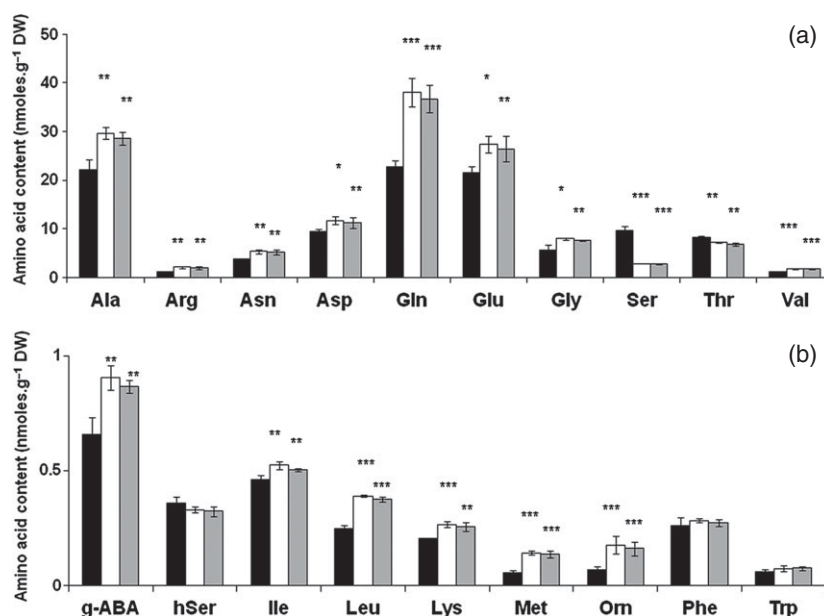 (a)
Amino acid content (nmoles.g⁻¹ DW)
50
40
30
20
10
0
** ** ** ** ** ** * ** *** *** * ** * ** *** *** ** ** *** ***
Ala Arg Asn Asp Gln Glu Gly Ser Thr Val
(b)
Amino acid content (nmoles.g⁻¹ DW)
1
0.5
0
** ** ** ** *** *** *** ** *** *** *** ***
g-ABA hSer Ile Leu Lys Met Orn Phe Trp